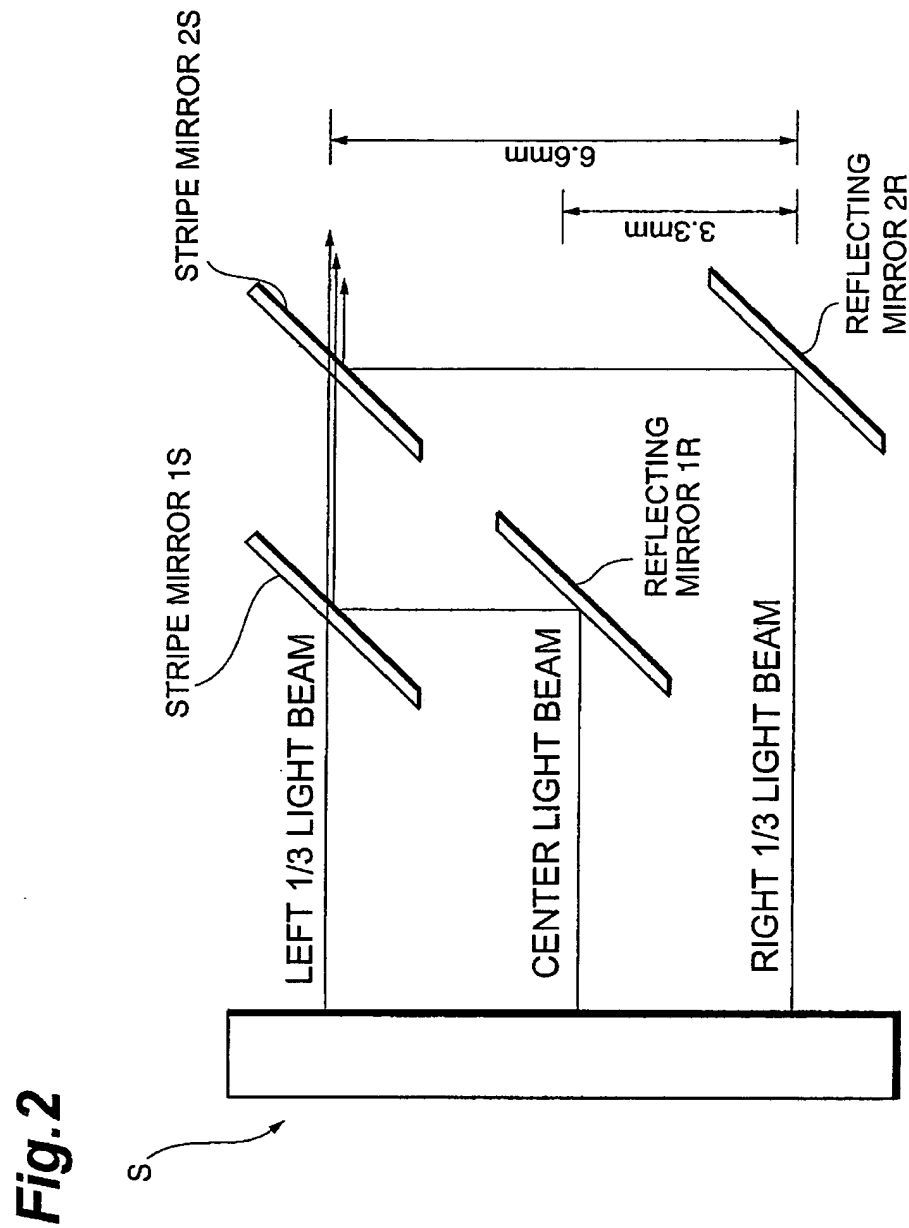 Fig.2
S
STRIPE MIRROR 1S
STRIPE MIRROR 2S
LEFT 1/3 LIGHT BEAM
CENTER LIGHT BEAM
RIGHT 1/3 LIGHT BEAM
REFLECTING
MIRROR 1R
REFLECTING
MIRROR 2R
3.3mm
6.6mm